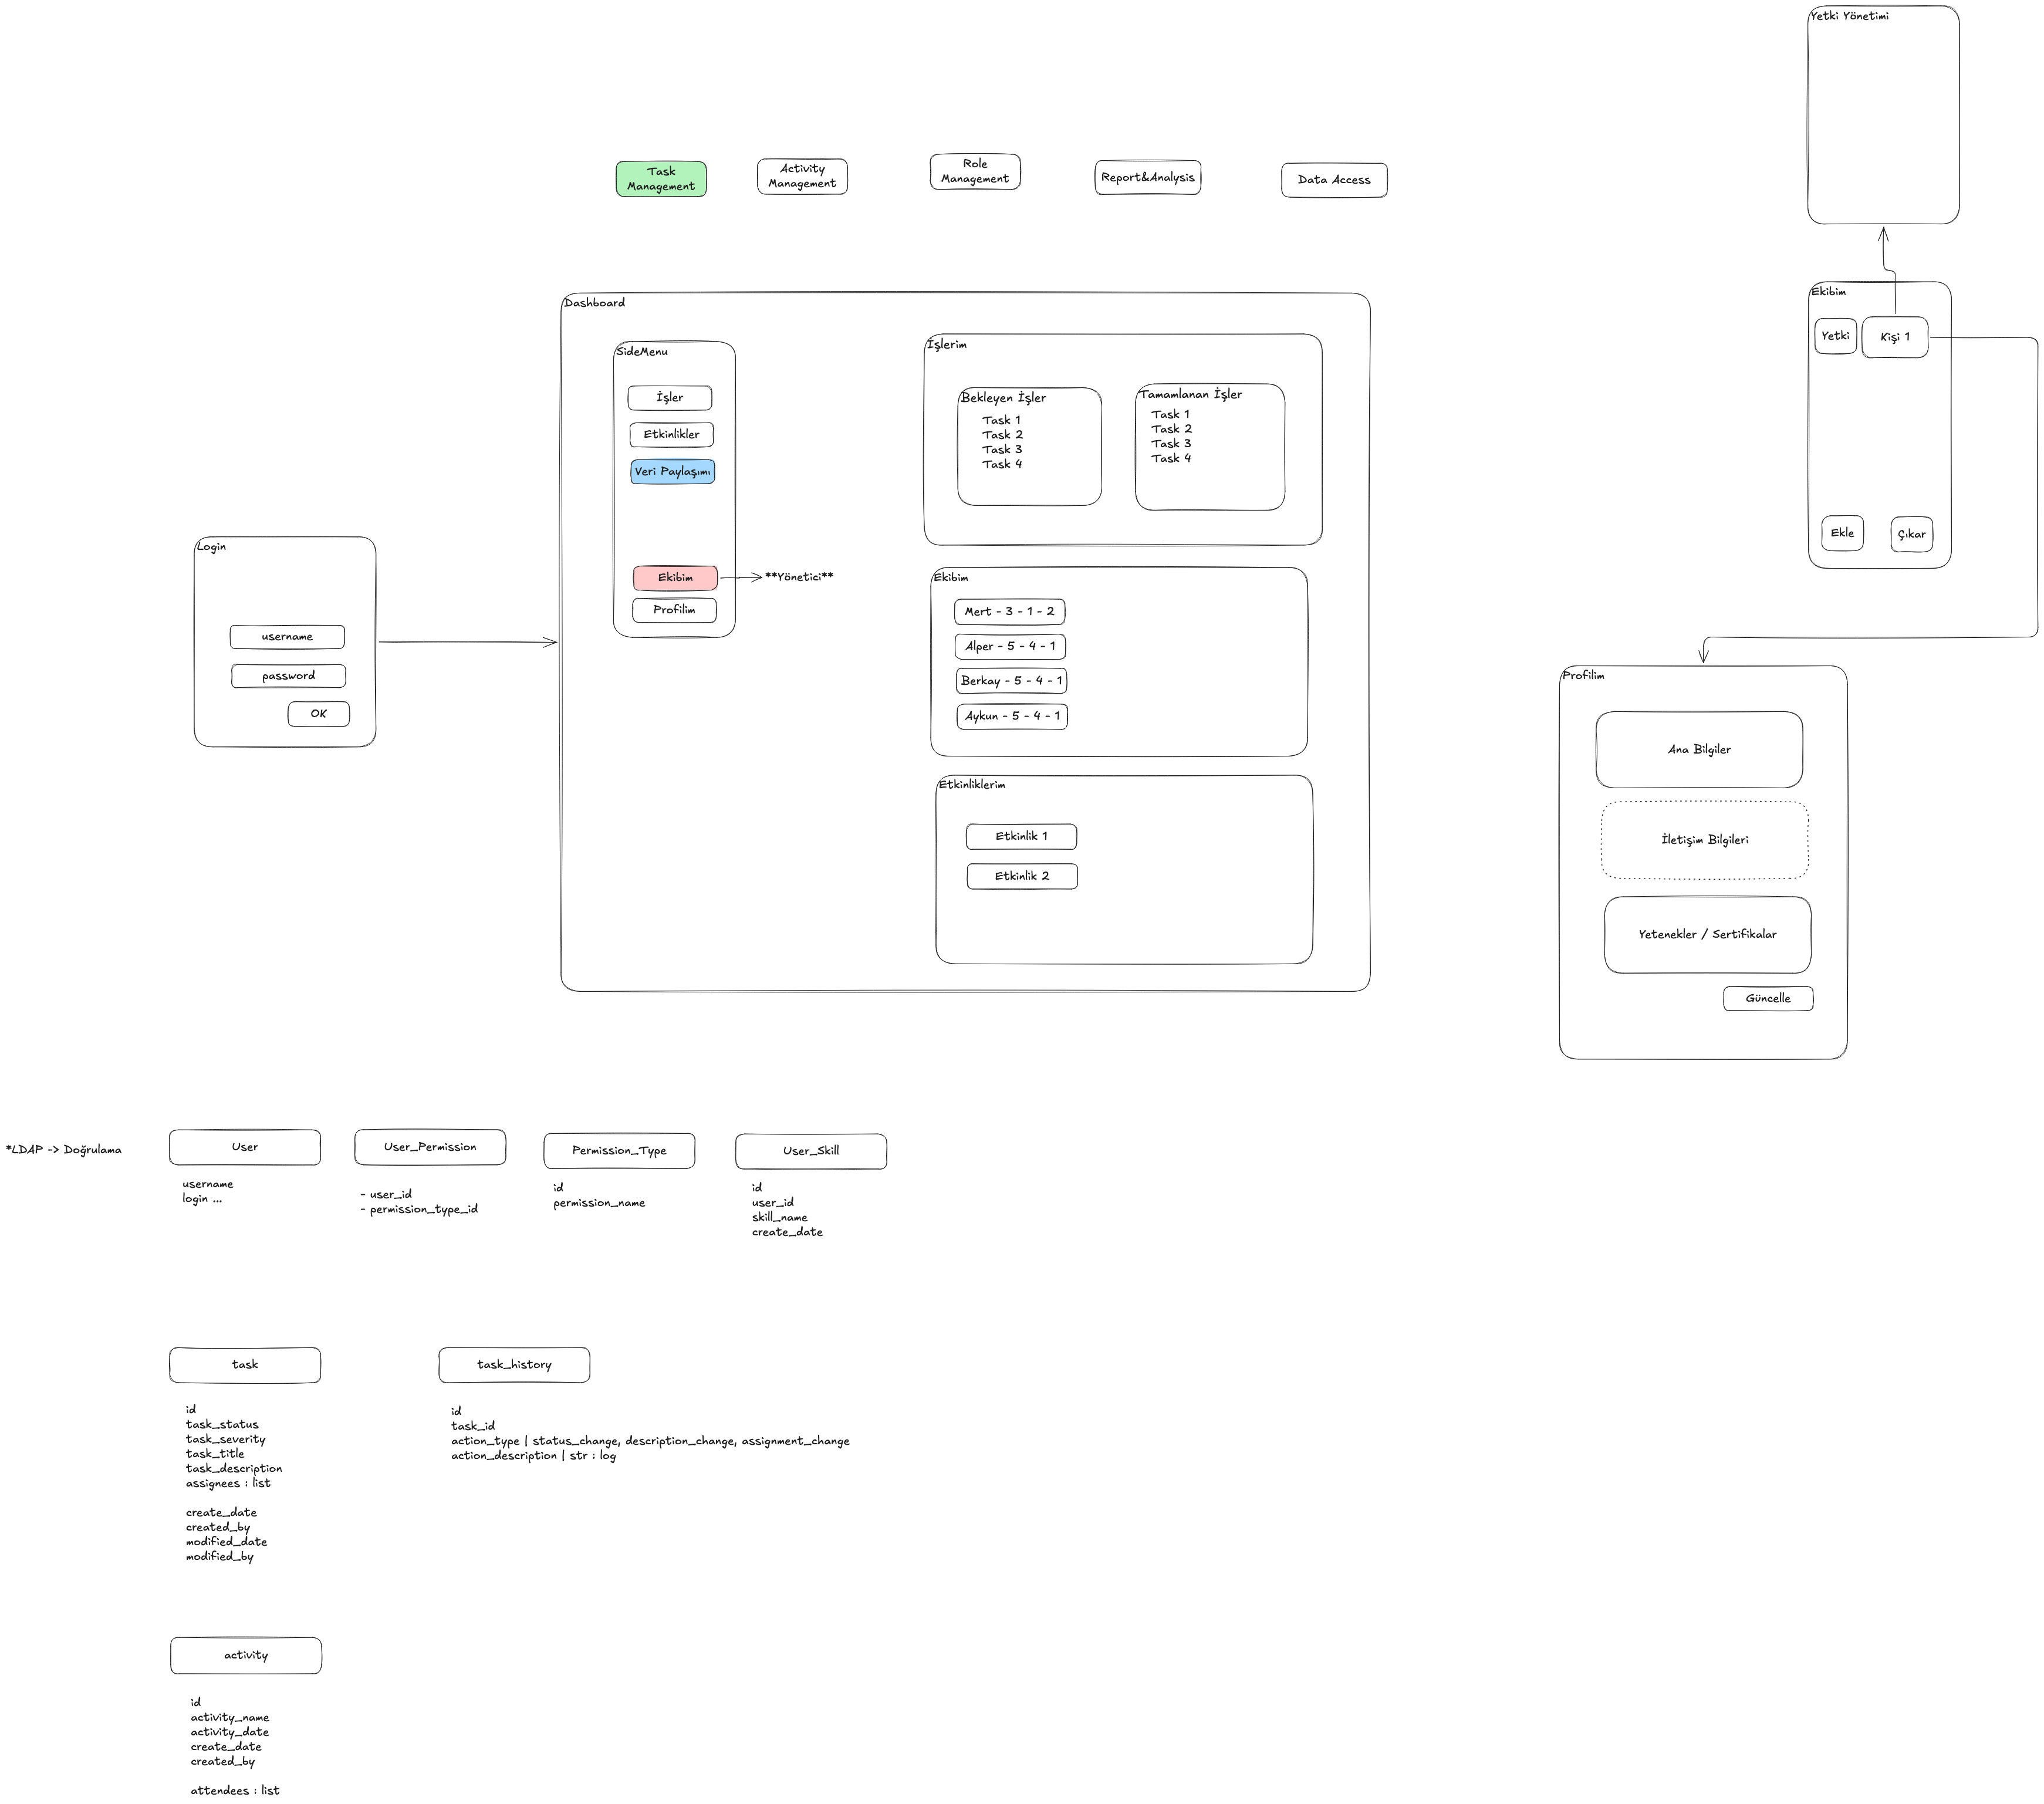 Yetki Yönetimi
Task
Management
Activity
Management
Role
Management
Report&Analysis
Data Access
Ekibim
Yetki
Kişi 1
Ekle
Çıkar
Dashboard
SideMenu
İşler
Etkinlikler
Veri Paylaşımı
Ekibim
**Yönetici**
Profilim
İşlerim
Bekleyen İşler
Task 1
Task 2
Task 3
Task 4
Tamamlanan İşler
Task 1
Task 2
Task 3
Task 4
Login
username
password
OK
Ekibim
Mert - 3 - 1 - 2
Alper - 5 - 4 - 1
Berkay - 5 - 4 - 1
Aykun - 5 - 4 - 1
Etkinliklerim
Etkinlik 1
Etkinlik 2
Profilim
Ana Bilgiler
İletişim Bilgileri
Yetenekler / Sertifikalar
Güncelle
*LDAP -> Doğrulama
User
username
login ...
User_Permission
- user_id
- permission_type_id
Permission_Type
id
permission_name
User_Skill
id
user_id
skill_name
create_date
task
id
task_status
task_severity
task_title
task_description
assignees : list
create_date
created_by
modified_date
modified_by
task_history
id
task_id
action_type | status_change, description_change, assignment_change
action_description | str : log
activity
id
activity_name
activity_date
create_date
created_by
attendees : list